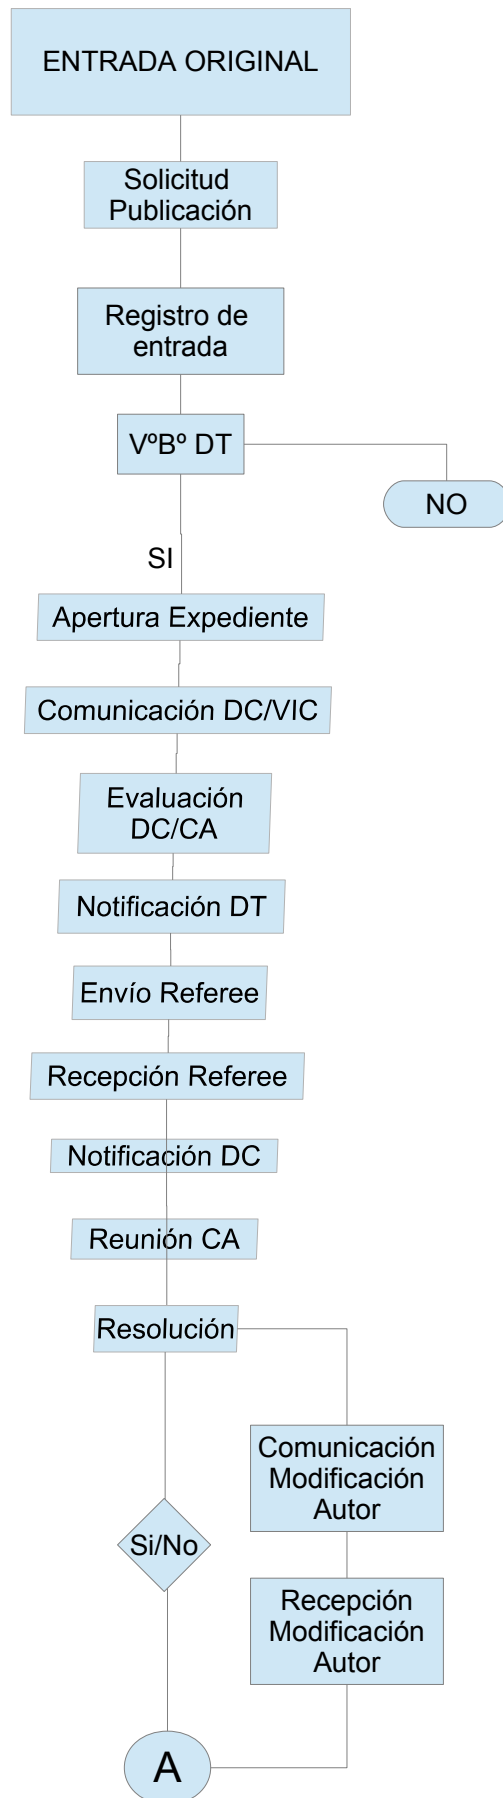 ENTRADA ORIGINAL
Solicitud
Publicación
Registro de
entrada
VºBº DT
NO
SI
Apertura Expediente
Comunicación DC/VIC
Evaluación
DC/CA
Notificación DT
Envío Referee
Recepción Referee
Notificación DC
Reunión CA
Resolución
Comunicación
Modificación
Autor
Si/No
Recepción
Modificación
Autor
A